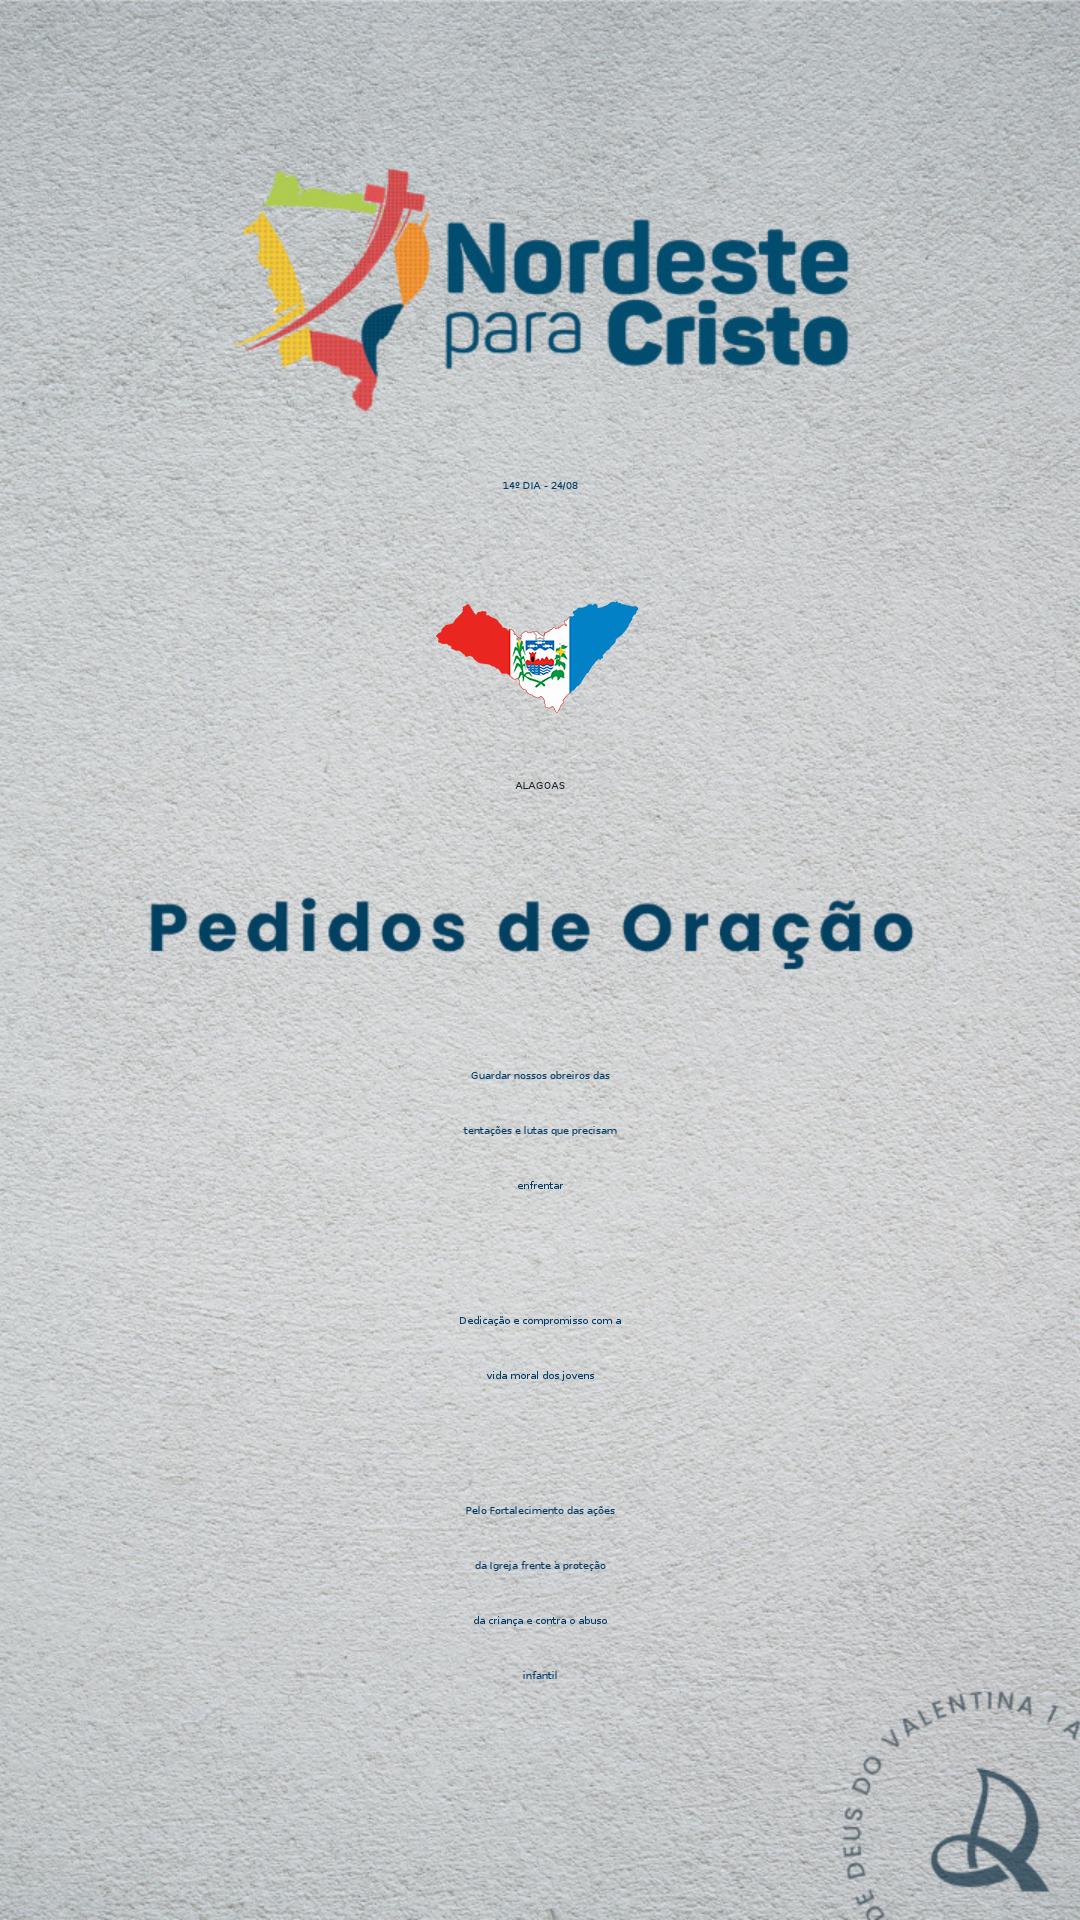 Nordeste
para Cristo
14º DIA - 24/08
ALAGOAS
Pedidos de Oração
Guardar nossos obreiros das
tentações e lutas que precisam
enfrentar
Dedicação e compromisso com a
vida moral dos jovens
Pelo Fortalecimento das ações
da Igreja frente à proteção
da criança e contra o abuso
infantil
DE DEUS DO VALENTINA 1 A